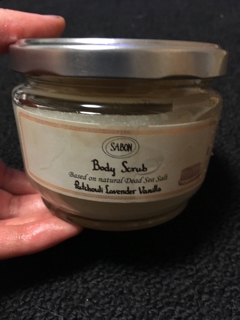 SABON
Body Scrub
Based on natural Dead Sea Salt
Patchouli Lavender Vanilla